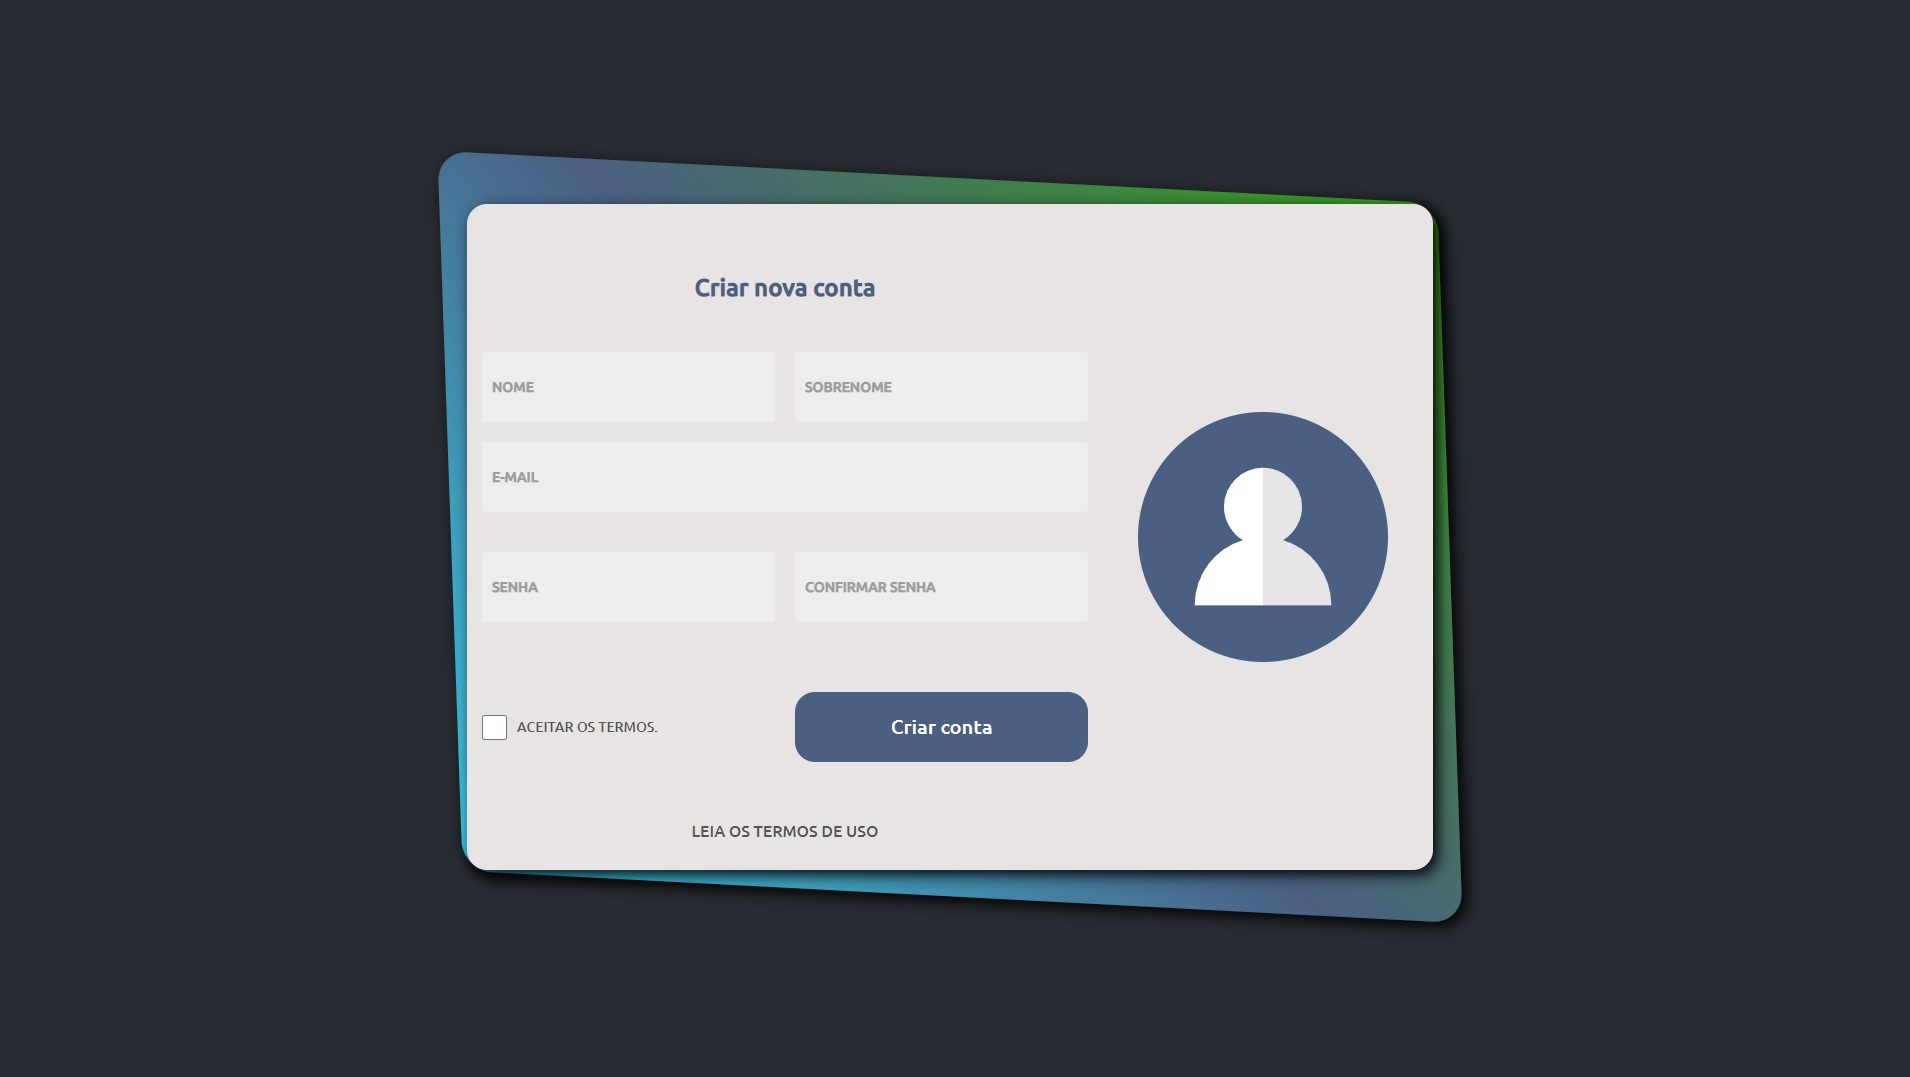 Criar nova conta
NOME
SOBRENOME
E-MAIL
SENHA
CONFIRMAR SENHA
ACEITAR OS TERMOS.
Criar conta
LEIA OS TERMOS DE USO